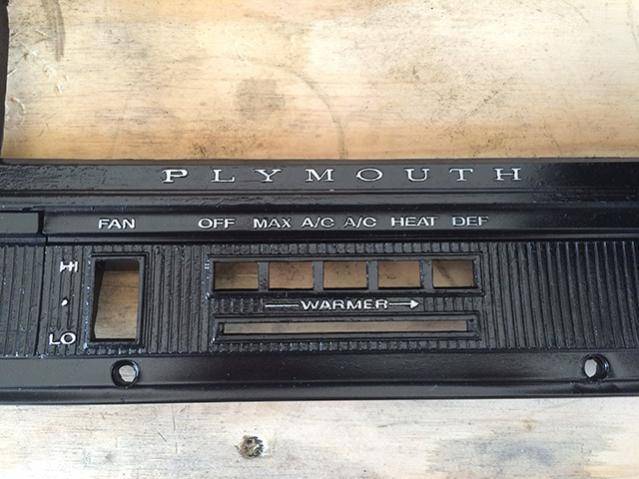 PLYMOUTH
FAN OFF MAX A/C A/C HEAT DEF
HI
WARMER
LO